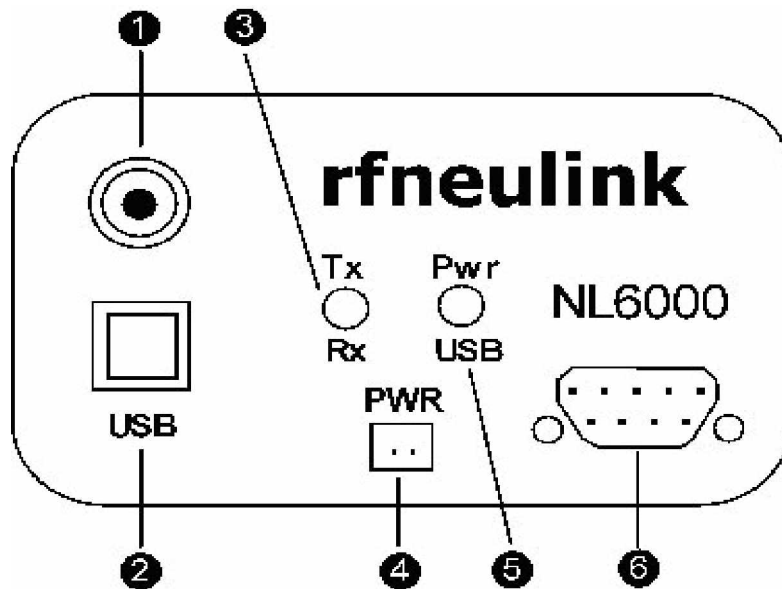 1 3
rfneulink
Tx Pwr
NL6000
Rx USB
PWR
USB
2 4 5 6